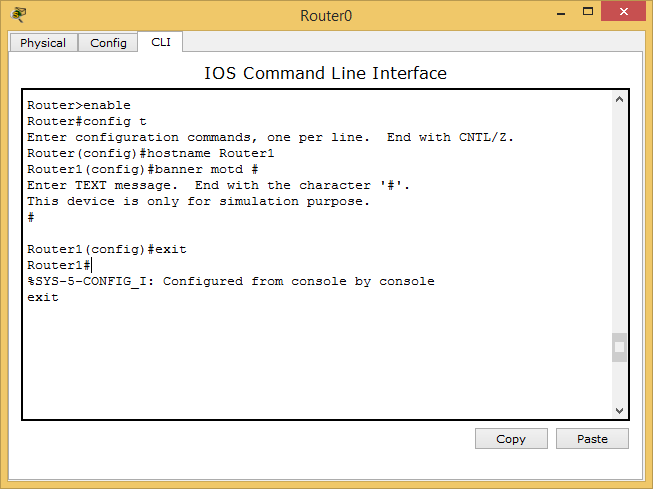 Router0
Physical Config CLI
IOS Command Line Interface
Router>enable
Router#config t
Enter configuration commands, one per line.  End with CNTL/Z.
Router(config)#hostname Router1
Router1(config)#banner motd #
Enter TEXT message.  End with the character '#'.
This device is only for simulation purpose.
#

Router1(config)#exit
Router1#
%SYS-5-CONFIG_I: Configured from console by console
exit
Copy Paste